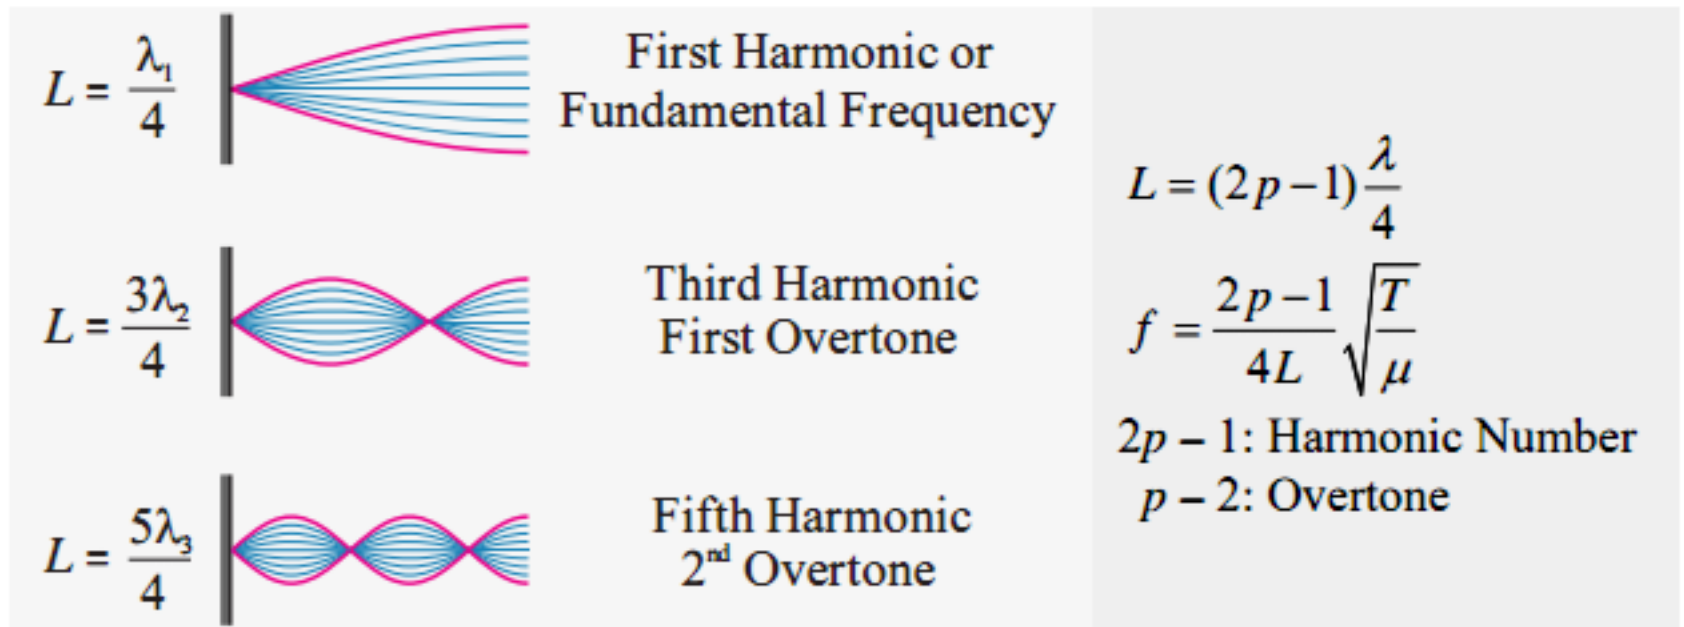 L = λ₁/4
First Harmonic or
Fundamental Frequency
L = 3λ₂/4
Third Harmonic
First Overtone
L = 5λ₃/4
Fifth Harmonic
2ⁿᵈ Overtone
L = (2p − 1) λ/4
f = (2p − 1)/4L √(T/μ)
2p – 1: Harmonic Number
p – 2: Overtone